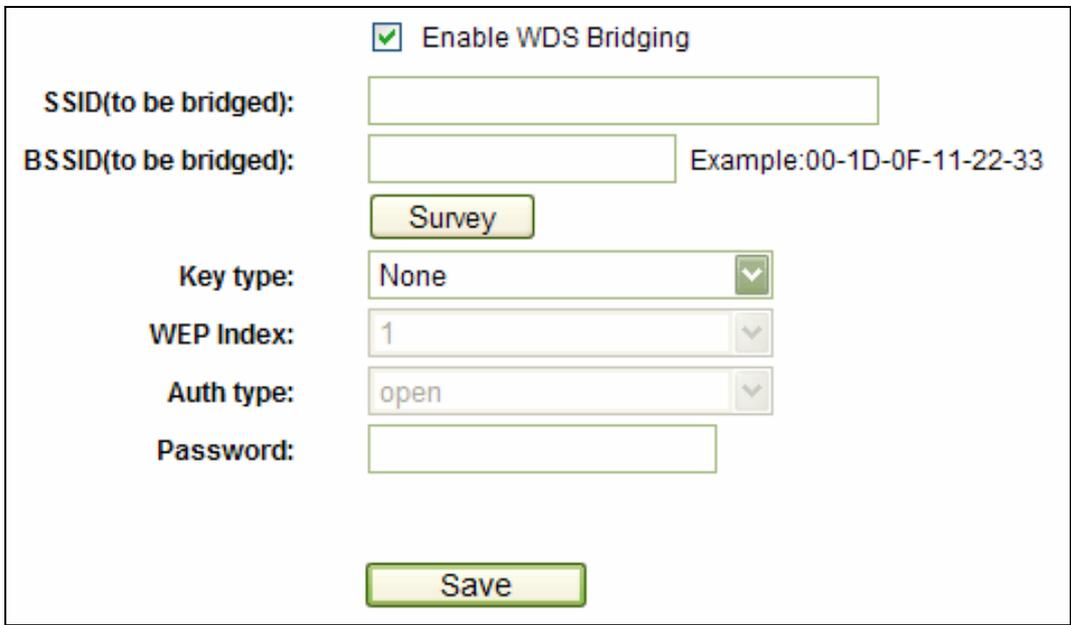 Enable WDS Bridging
SSID(to be bridged):
BSSID(to be bridged): Example:00-1D-0F-11-22-33
Survey
Key type: None
WEP Index: 1
Auth type: open
Password:
Save